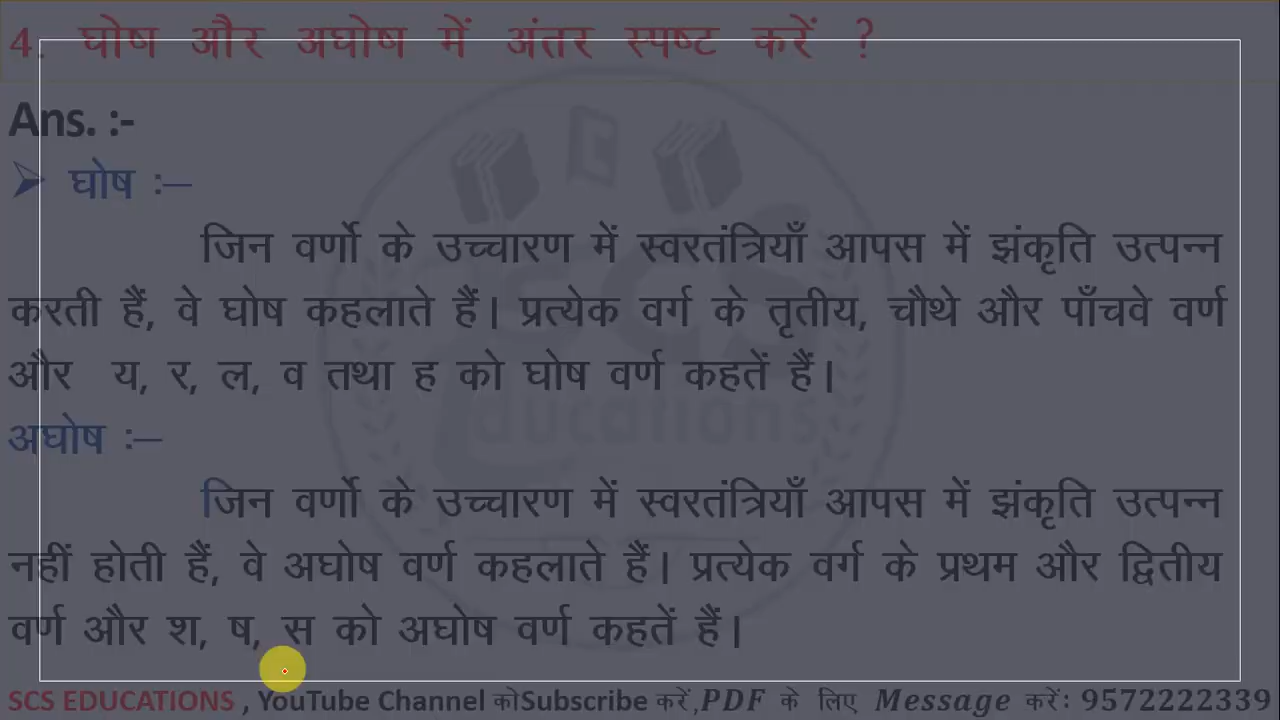 4. घोष और अघोष में अंतर स्पष्ट करें ?
Ans. :-
➢ घोष :–
जिन वर्णो के उच्चारण में स्वरतंत्रियाँ आपस में झंकृति उत्पन्न
करती हैं, वे घोष कहलाते हैं। प्रत्येक वर्ग के तृतीय, चौथे और पाँचवे वर्ण
और य, र, ल, व तथा ह को घोष वर्ण कहतें हैं।
अघोष :–
जिन वर्णो के उच्चारण में स्वरतंत्रियाँ आपस में झंकृति उत्पन्न
नहीं होती हैं, वे अघोष वर्ण कहलाते हैं। प्रत्येक वर्ग के प्रथम और द्वितीय
वर्ण और श, ष, स को अघोष वर्ण कहतें हैं।
SCS
Educations
SCS EDUCATIONS , YouTube Channel कोSubscribe करें,PDF के लिए Message करें: 9572222339